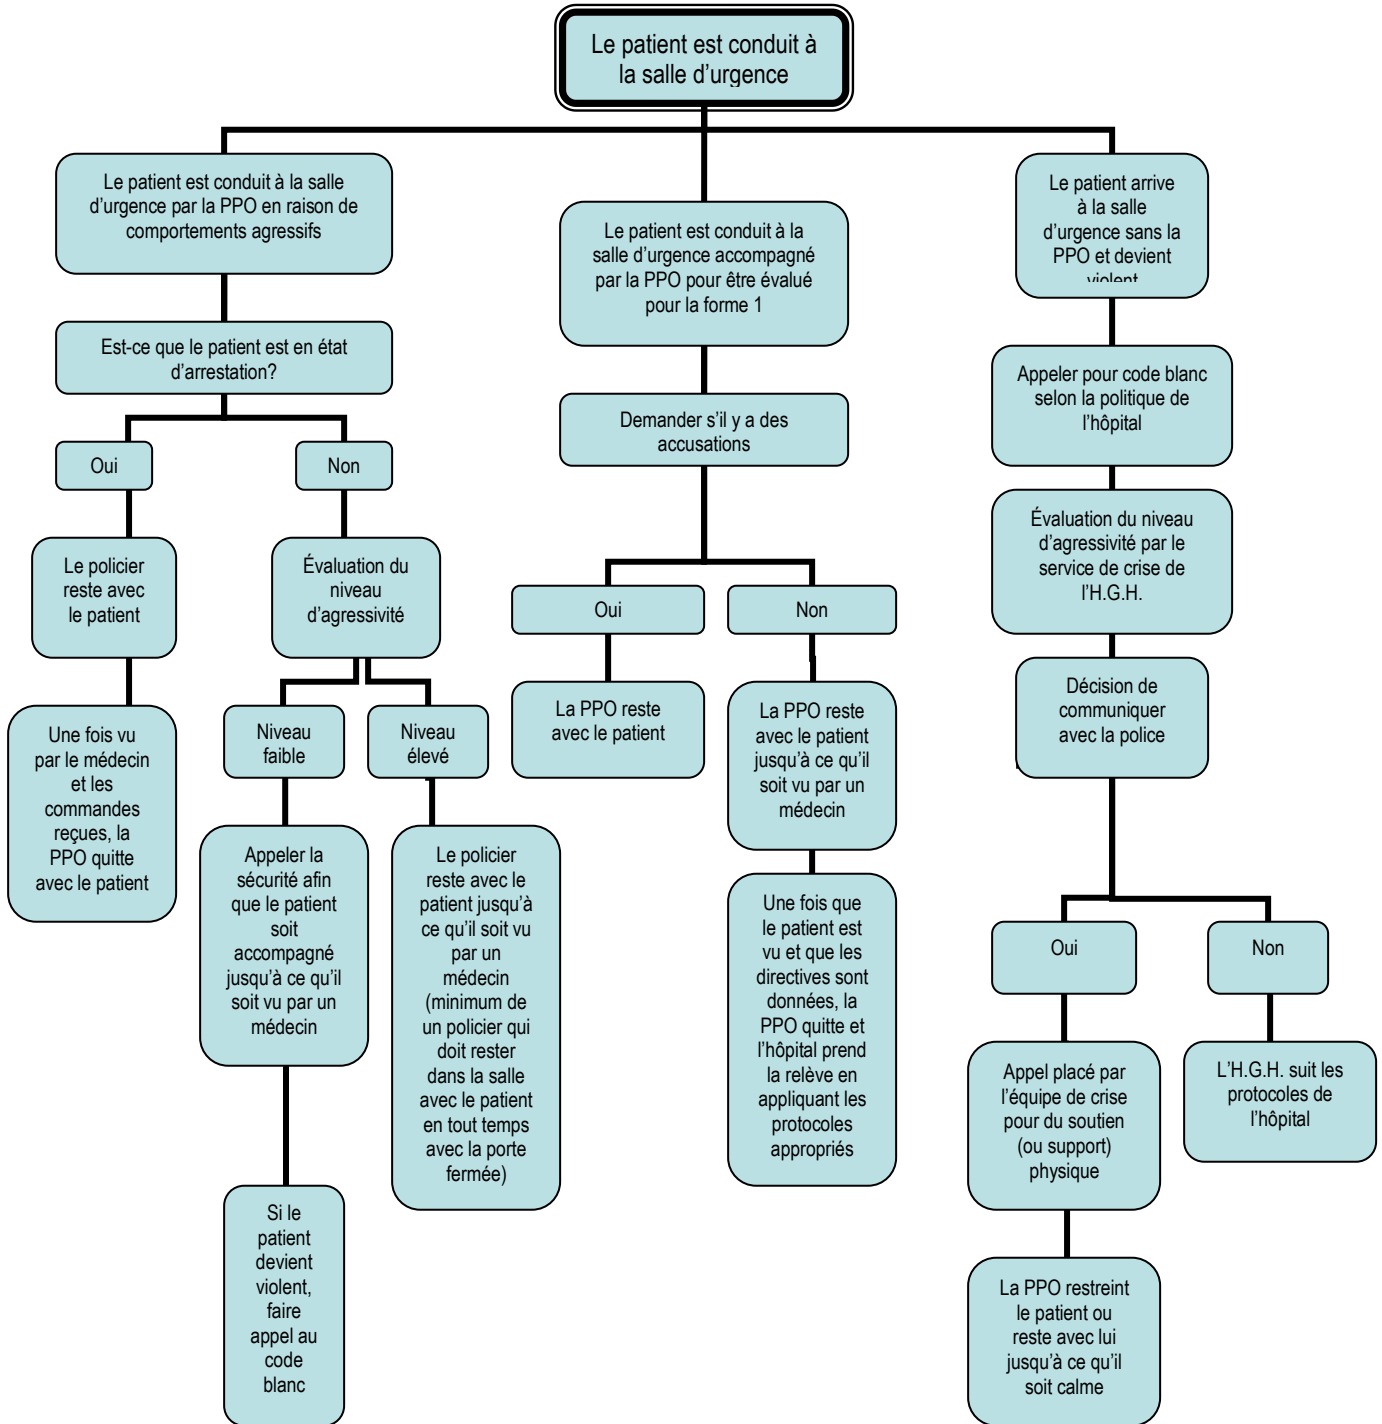 Le patient est conduit à
la salle d'urgence
Le patient est conduit à la salle
d'urgence par la PPO en raison de
comportements agressifs
Est-ce que le patient est en état
d'arrestation?
Oui
Non
Le policier
reste avec
le patient
Une fois vu
par le médecin
et les
commandes
reçues, la
PPO quitte
avec le patient
Évaluation du
niveau
d'agressivité
Niveau
faible
Niveau
élevé
Appeler la
sécurité afin
que le patient
soit
accompagné
jusqu'à ce qu'il
soit vu par un
médecin
Si le
patient
devient
violent,
faire
appel au
code
blanc
Le policier
reste avec le
patient jusqu'à
ce qu'il soit vu
par un
médecin
(minimum de
un policier qui
doit rester
dans la salle
avec le patient
en tout temps
avec la porte
fermée)
Le patient est conduit à la
salle d'urgence accompagné
par la PPO pour être évalué
pour la forme 1
Demander s'il y a des
accusations
Oui
Non
La PPO reste
avec le patient
La PPO reste
avec le patient
jusqu'à ce qu'il
soit vu par un
médecin
Une fois que
le patient est
vu et que les
directives sont
données, la
PPO quitte et
l'hôpital prend
la relève en
appliquant les
protocoles
appropriés
Le patient arrive
à la salle
d'urgence sans la
PPO et devient
violent
Appeler pour code blanc
selon la politique de
l'hôpital
Évaluation du niveau
d'agressivité par le
service de crise de
l'H.G.H.
Décision de
communiquer
avec la police
Oui
Non
Appel placé par
l'équipe de crise
pour du soutien
(ou support)
physique
La PPO restreint
le patient ou
reste avec lui
jusqu'à ce qu'il
soit calme
L'H.G.H. suit les
protocoles de
l'hôpital